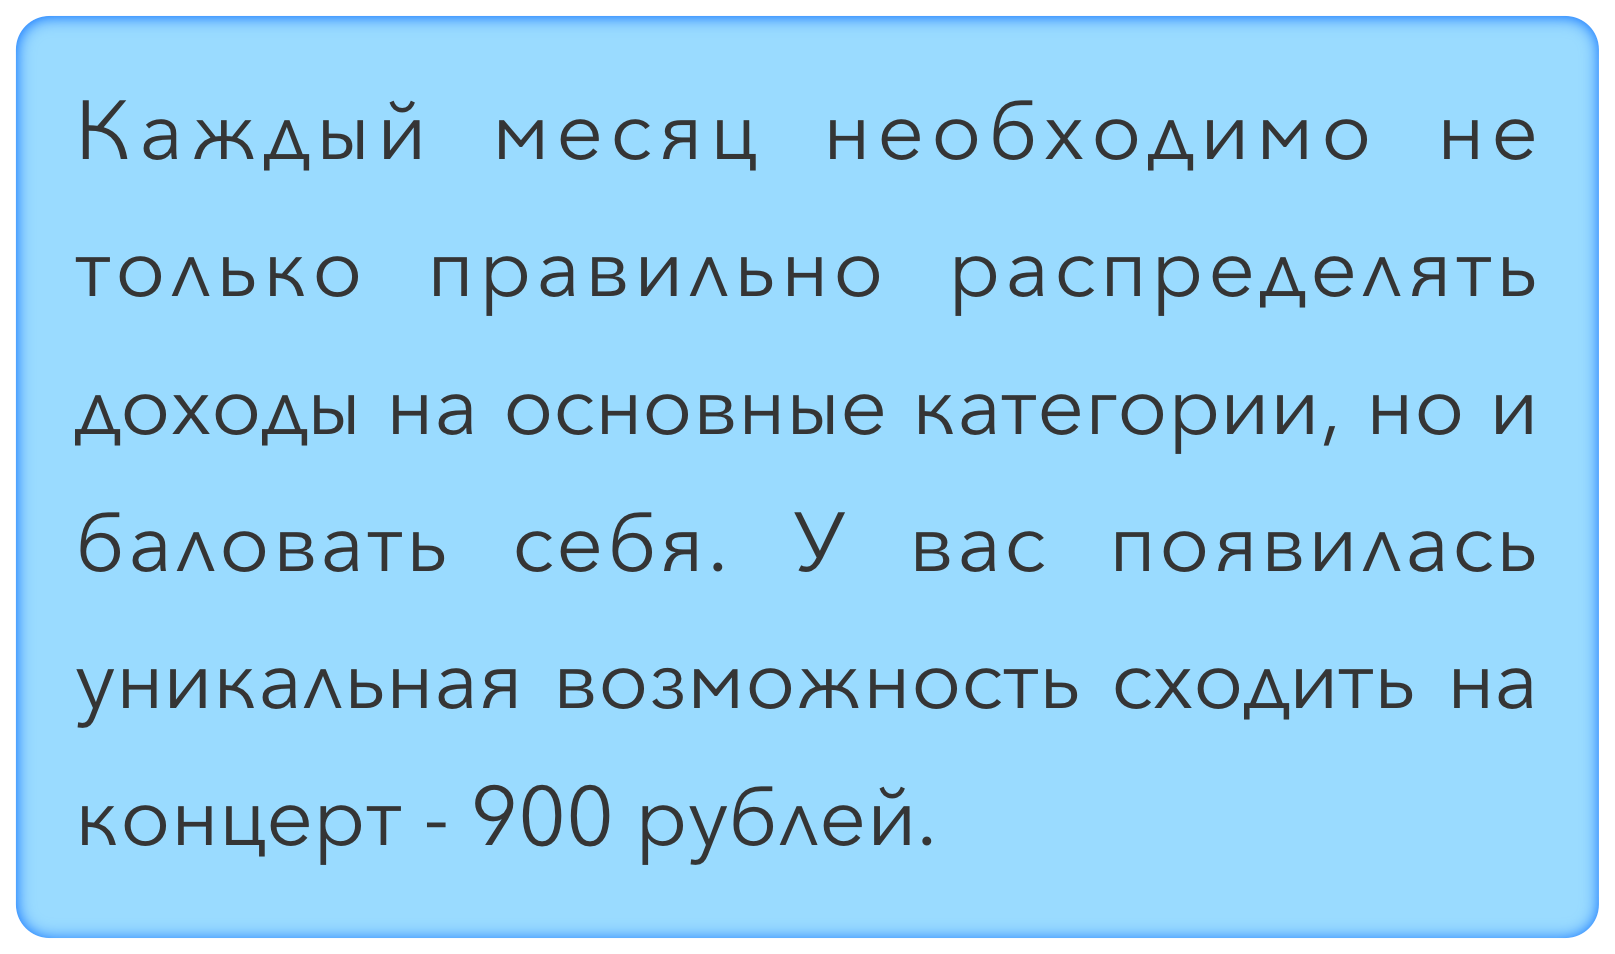 Каждый месяц необходимо не
только правильно распределять
доходы на основные категории, но и
баловать себя. У вас появилась
уникальная возможность сходить на
концерт - 900 рублей.